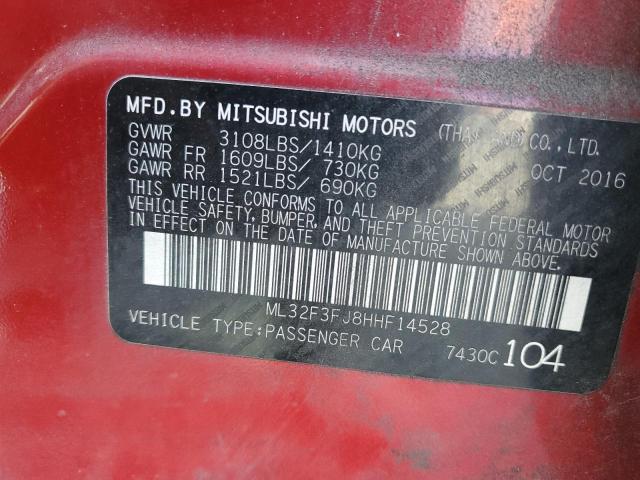 MFD.BY MITSUBISHI MOTORS (THAILAND) CO., LTD.
GVWR 3108LBS/1410KG
GAWR FR 1609LBS/ 730KG OCT 2016
GAWR RR 1521LBS/ 690KG
THIS VEHICLE CONFORMS TO ALL APPLICABLE FEDERAL MOTOR
VEHICLE SAFETY, BUMPER, AND THEFT PREVENTION STANDARDS
IN EFFECT ON THE DATE OF MANUFACTURE SHOWN ABOVE.
ML32F3FJ8HHF14528
VEHICLE TYPE:PASSENGER CAR 7430C 104